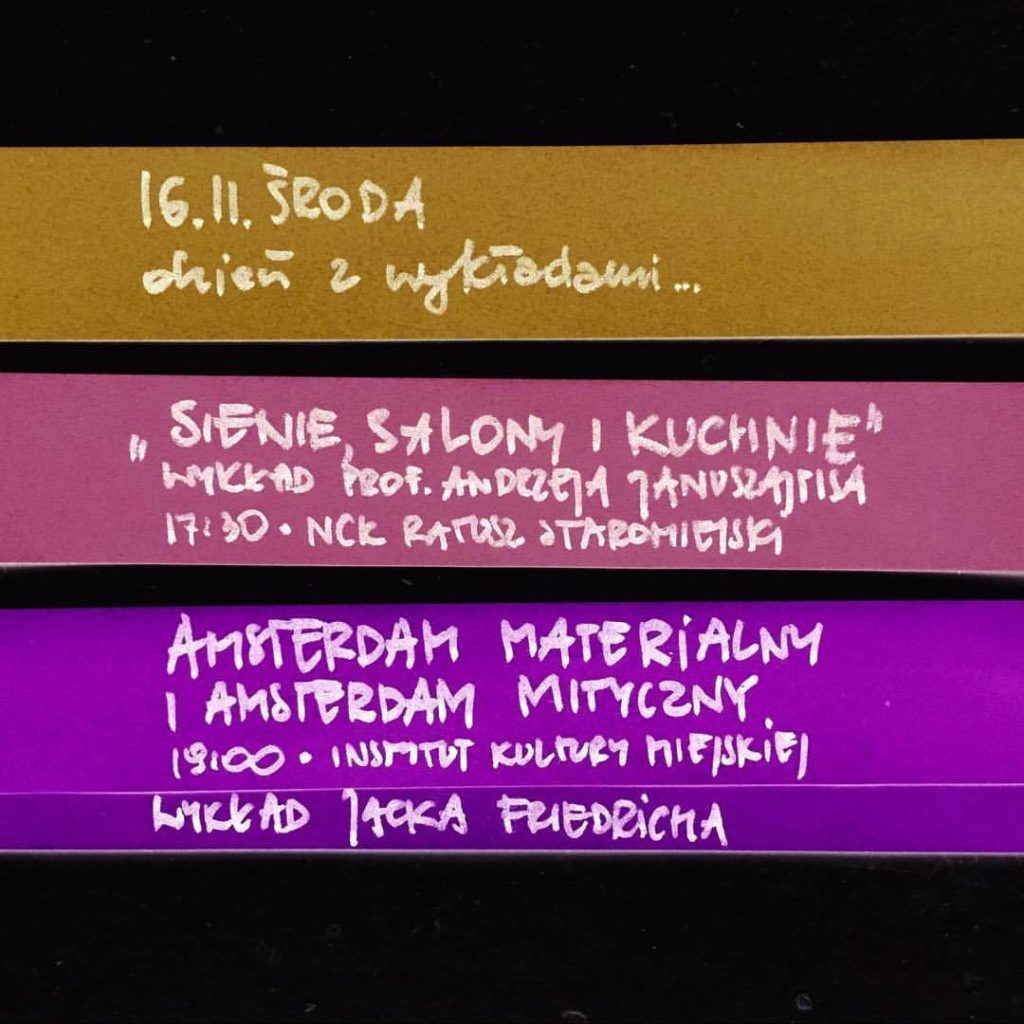 16.11. ŚRODA
dzień z wykładami...
„SIENIE, SALONY I KUCHNIE"
WYKŁAD PROF. ANDRZEJA JANUSZAJTISA
17:30 • NCK RATUSZ STAROMIEJSKI
AMSTERDAM MATERIALNY
I AMSTERDAM MITYCZNY
19:00 • INSTYTUT KULTURY MIEJSKIEJ
WYKŁAD JACKA FRIEDRICHA